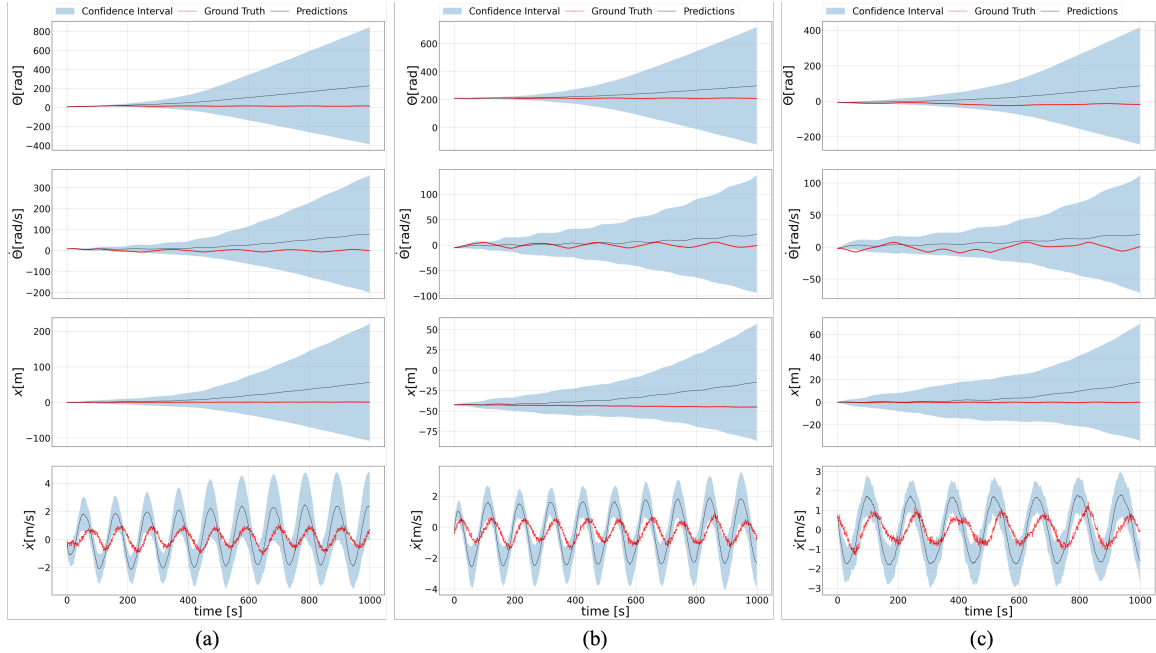 Confidence Interval Ground Truth Predictions
800
600
400
200
0
−200
−400
Θ[rad]
300
200
100
0
−100
−200
Θ̇[rad/s]
200
100
0
−100
x[m]
4
2
0
−2
ẋ[m/s]
0 200 400 600 800 1000
time [s]
(a)
Confidence Interval Ground Truth Predictions
600
400
200
0
Θ[rad]
100
50
0
−50
−100
Θ̇[rad/s]
50
25
0
−25
−50
−75
x[m]
2
0
−2
−4
ẋ[m/s]
0 200 400 600 800 1000
time [s]
(b)
Confidence Interval Ground Truth Predictions
400
200
0
−200
Θ[rad]
100
50
0
−50
Θ̇[rad/s]
60
40
20
0
−20
x[m]
3
2
1
0
−1
−2
−3
ẋ[m/s]
0 200 400 600 800 1000
time [s]
(c)